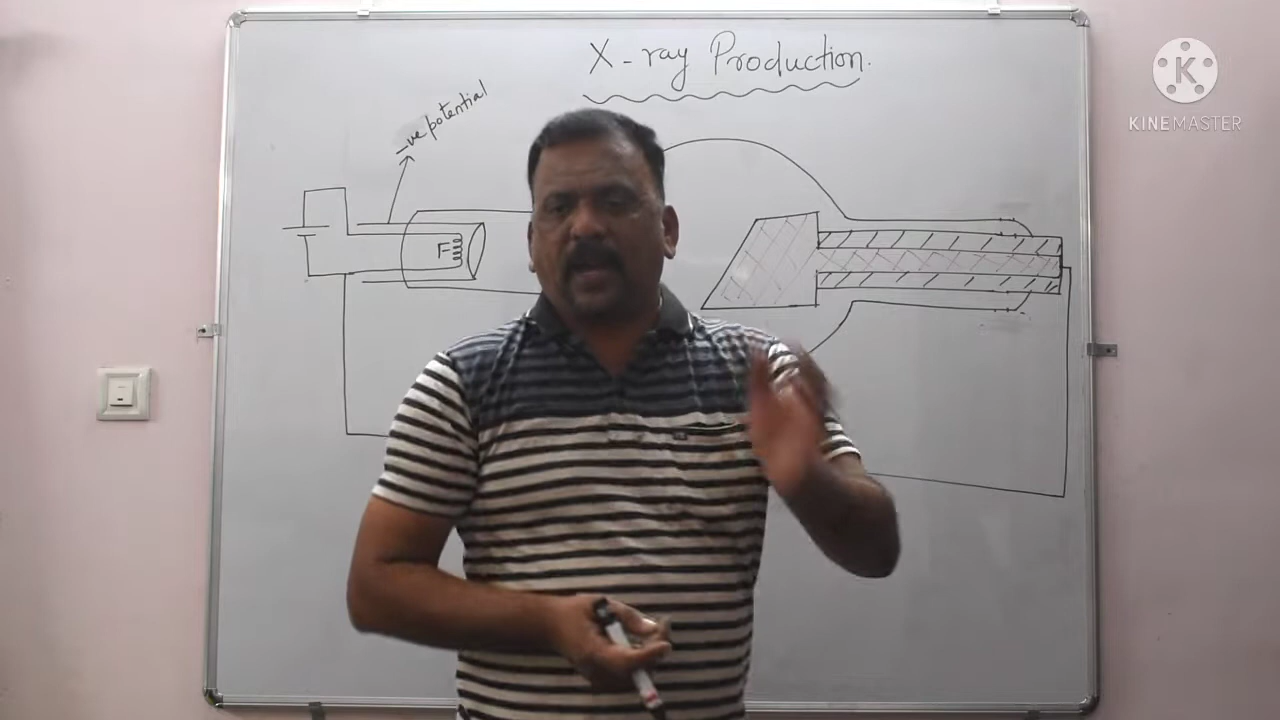 X-ray Production.
-ve potential
F
K
KINEMASTER